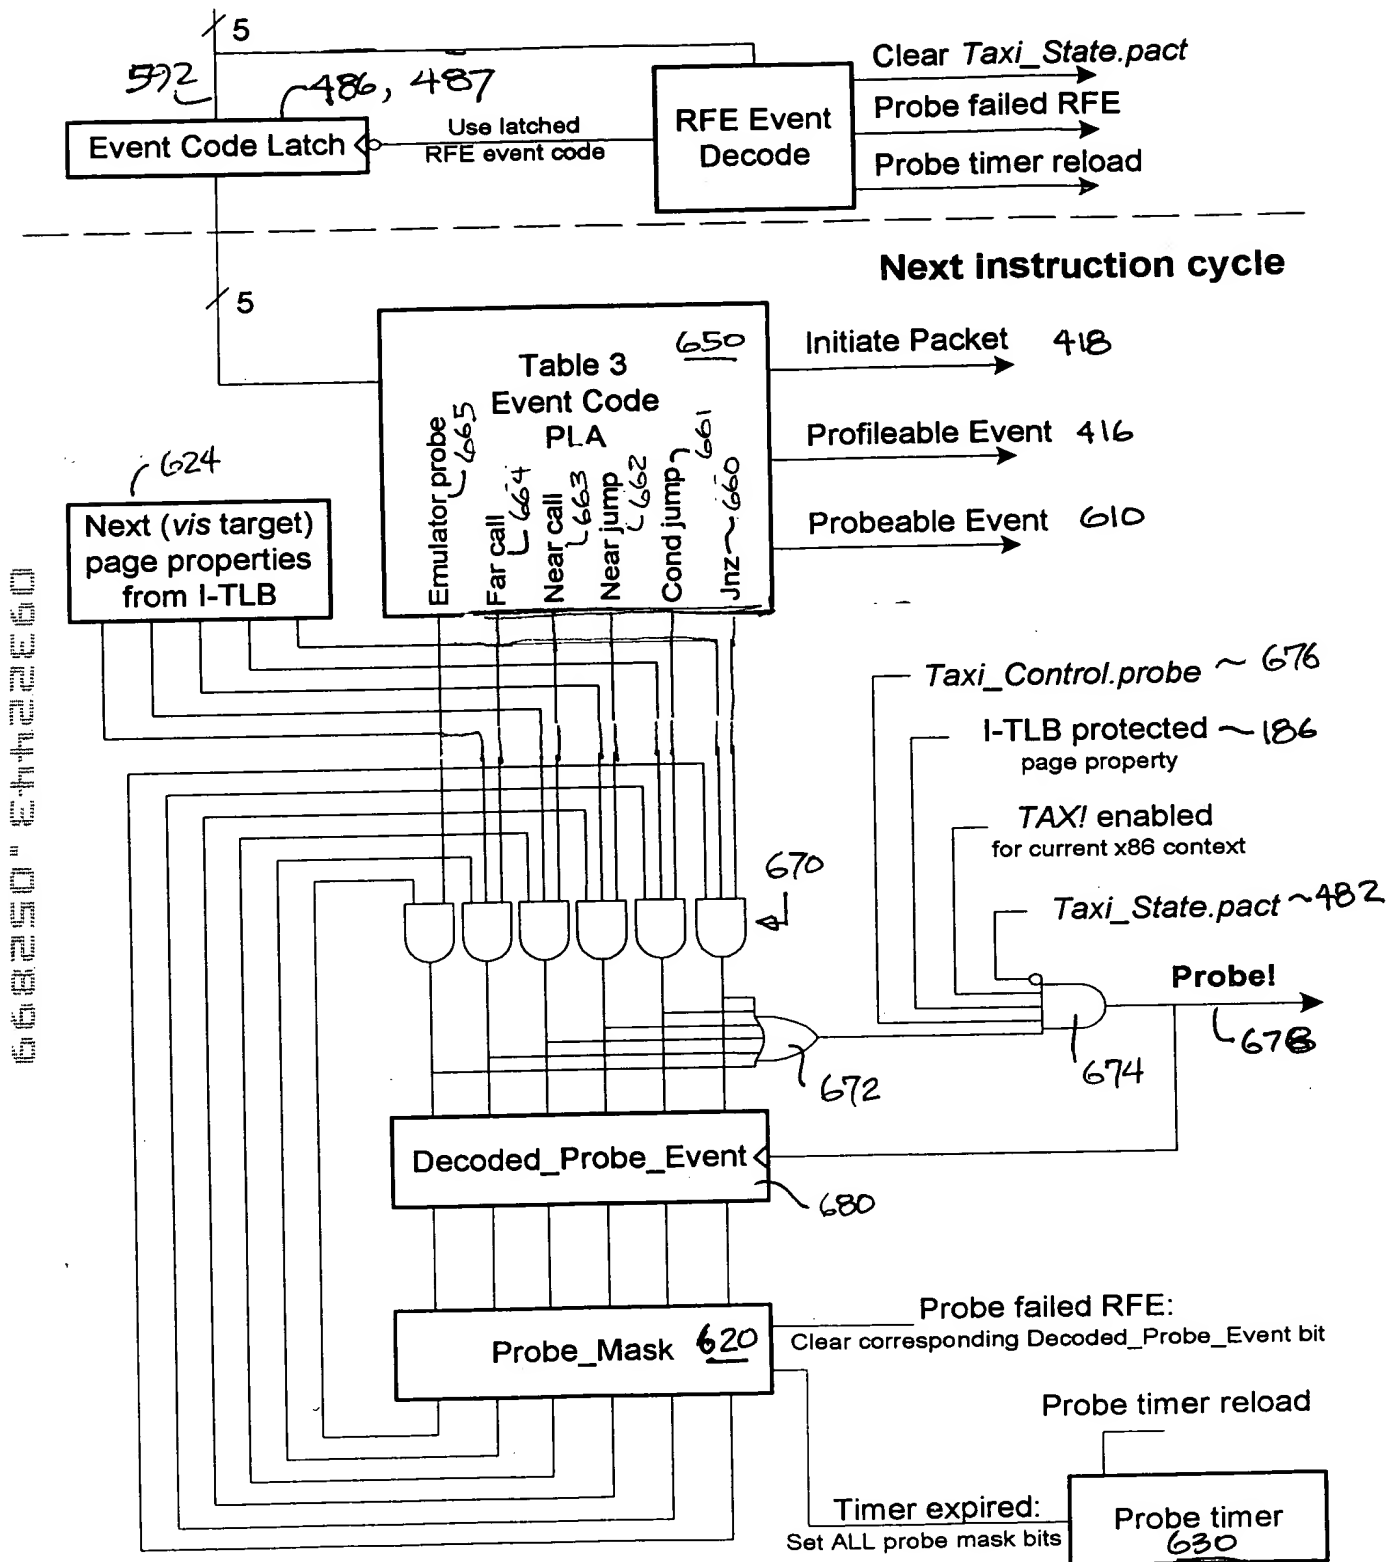 5
592
486, 487
Event Code Latch
Use latched
RFE event code
RFE Event
Decode
Clear Taxi_State.pact
Probe failed RFE
Probe timer reload
Next instruction cycle
5
Table 3
Event Code
PLA
650
Emulator probe
665
Far call
664
Near call
663
Near jump
662
Cond jump
661
Jnz ~ 660
Initiate Packet 418
Profileable Event 416
Probeable Event 610
624
Next (vis target)
page properties
from I-TLB
09322443.052899
Taxi_Control.probe ~ 676
I-TLB protected ~ 186
page property
TAX! enabled
for current x86 context
Taxi_State.pact ~ 482
670
Probe!
678
674
672
Decoded_Probe_Event
680
Probe_Mask 620
Probe failed RFE:
Clear corresponding Decoded_Probe_Event bit
Probe timer reload
Timer expired:
Set ALL probe mask bits
Probe timer
630